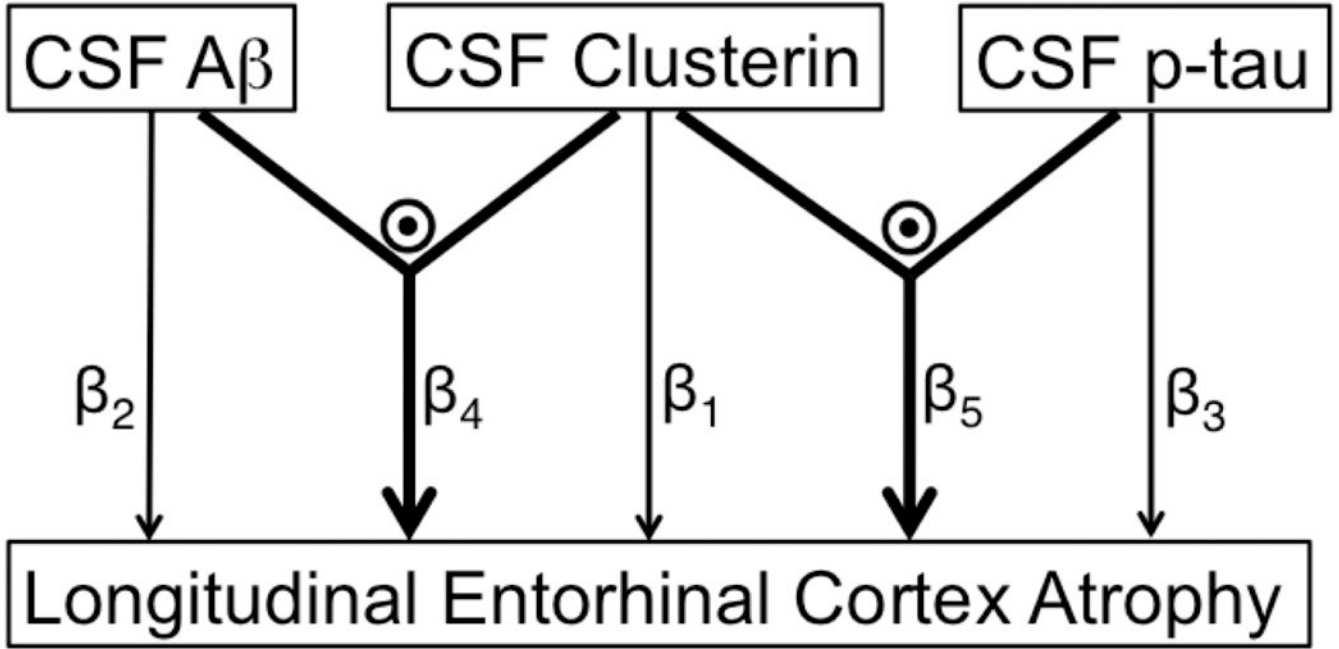 CSF Aβ
CSF Clusterin
CSF p-tau
β2
β4
β1
β5
β3
Longitudinal Entorhinal Cortex Atrophy